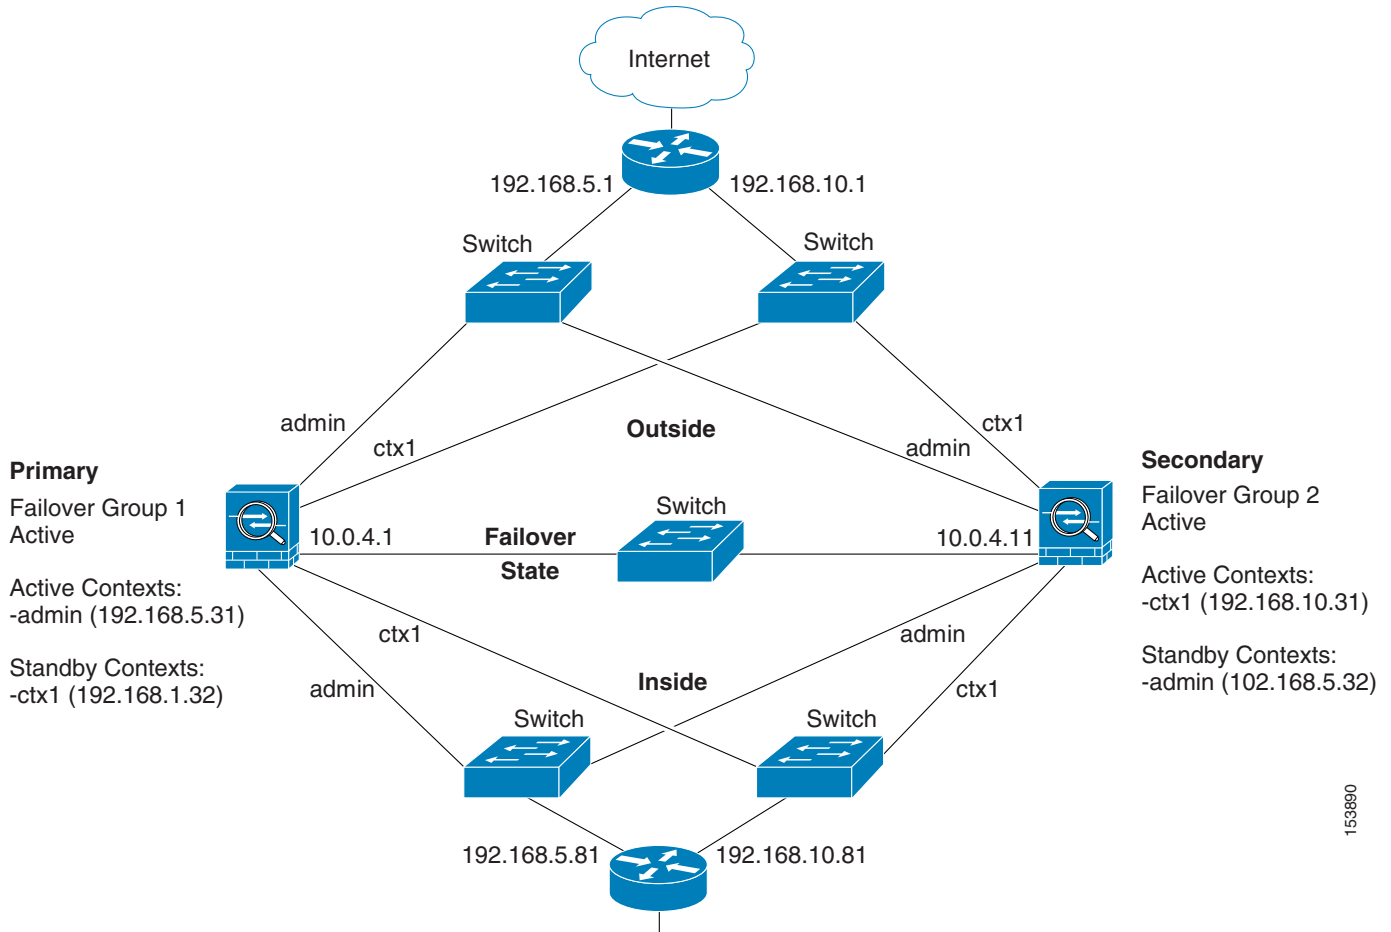 Internet
192.168.5.1
192.168.10.1
Switch
Switch
admin
ctx1
Outside
admin
ctx1
Primary
Failover Group 1
Active
Active Contexts:
-admin (192.168.5.31)
Standby Contexts:
-ctx1 (192.168.1.32)
10.0.4.1
Failover
State
Switch
10.0.4.11
Secondary
Failover Group 2
Active
Active Contexts:
-ctx1 (192.168.10.31)
Standby Contexts:
-admin (102.168.5.32)
ctx1
admin
admin
Inside
ctx1
Switch
Switch
192.168.5.81
192.168.10.81
153890